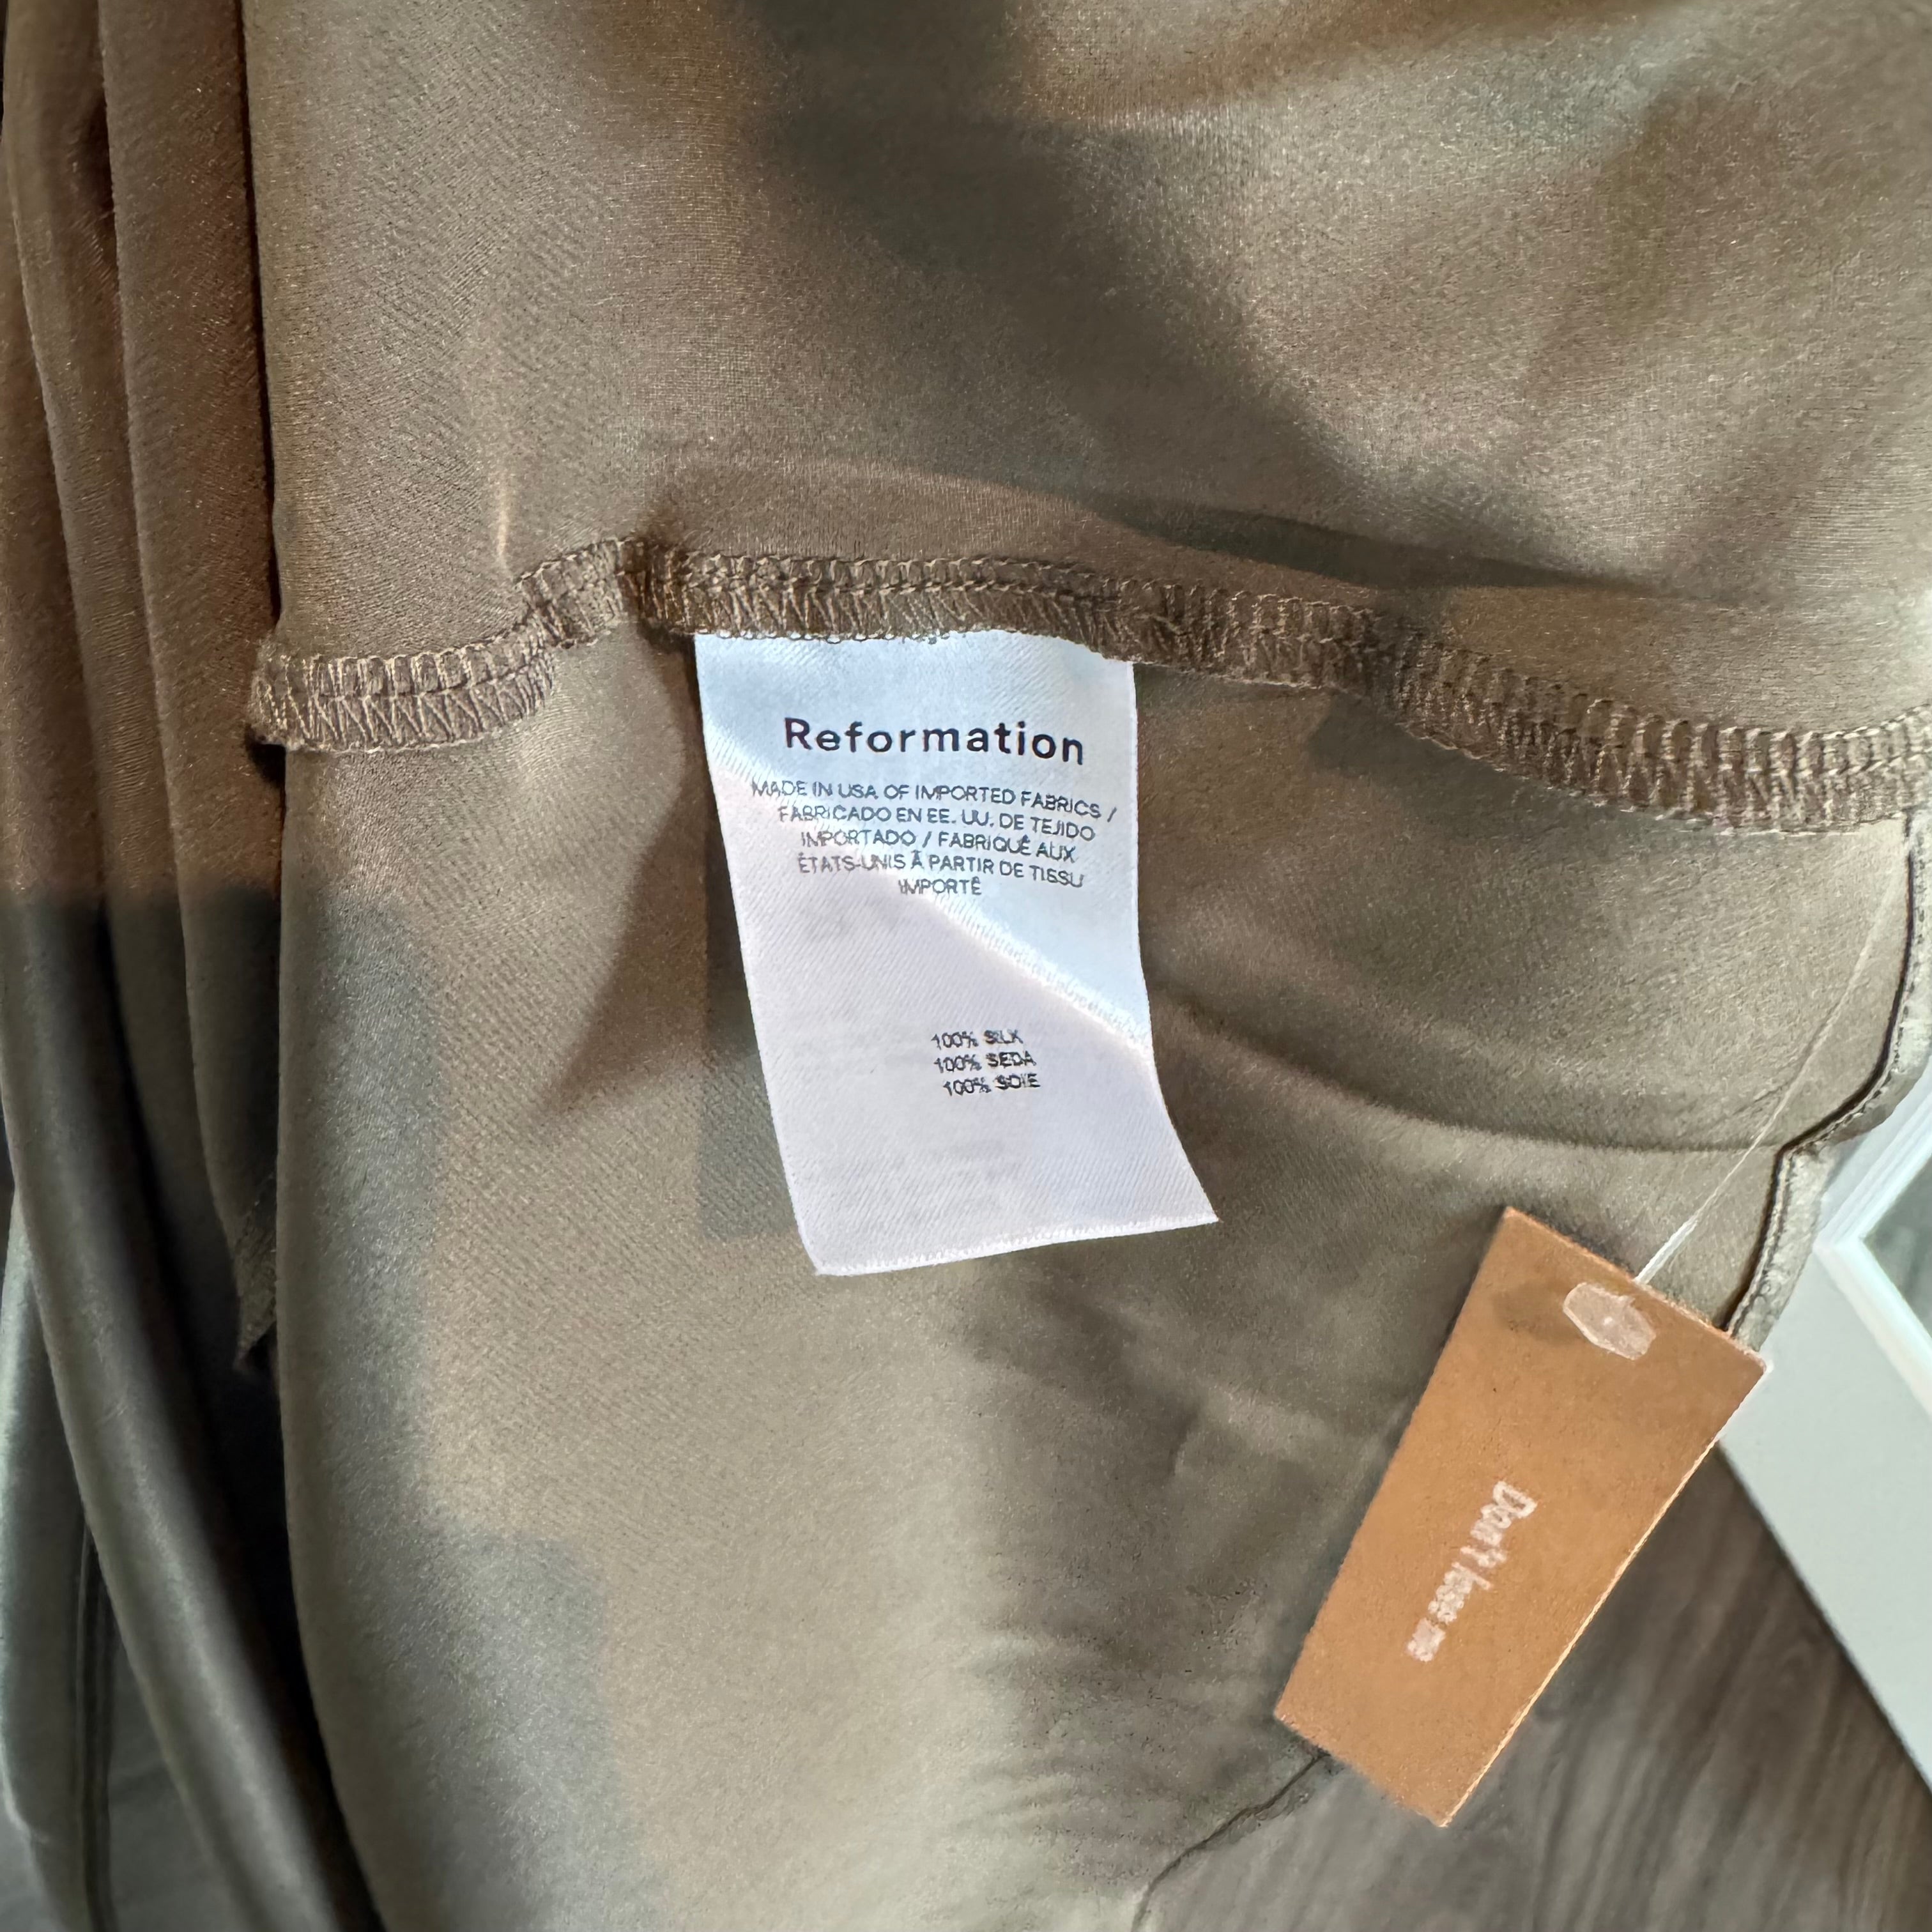 Reformation
MADE IN USA OF IMPORTED FABRICS /
FABRICADO EN EE. UU. DE TEJIDO
IMPORTADO / FABRIQUÉ AUX
ÉTATS-UNIS À PARTIR DE TISSU
IMPORTÉ
100% SILK
100% SEDA
100% SOIE
Don't lose me